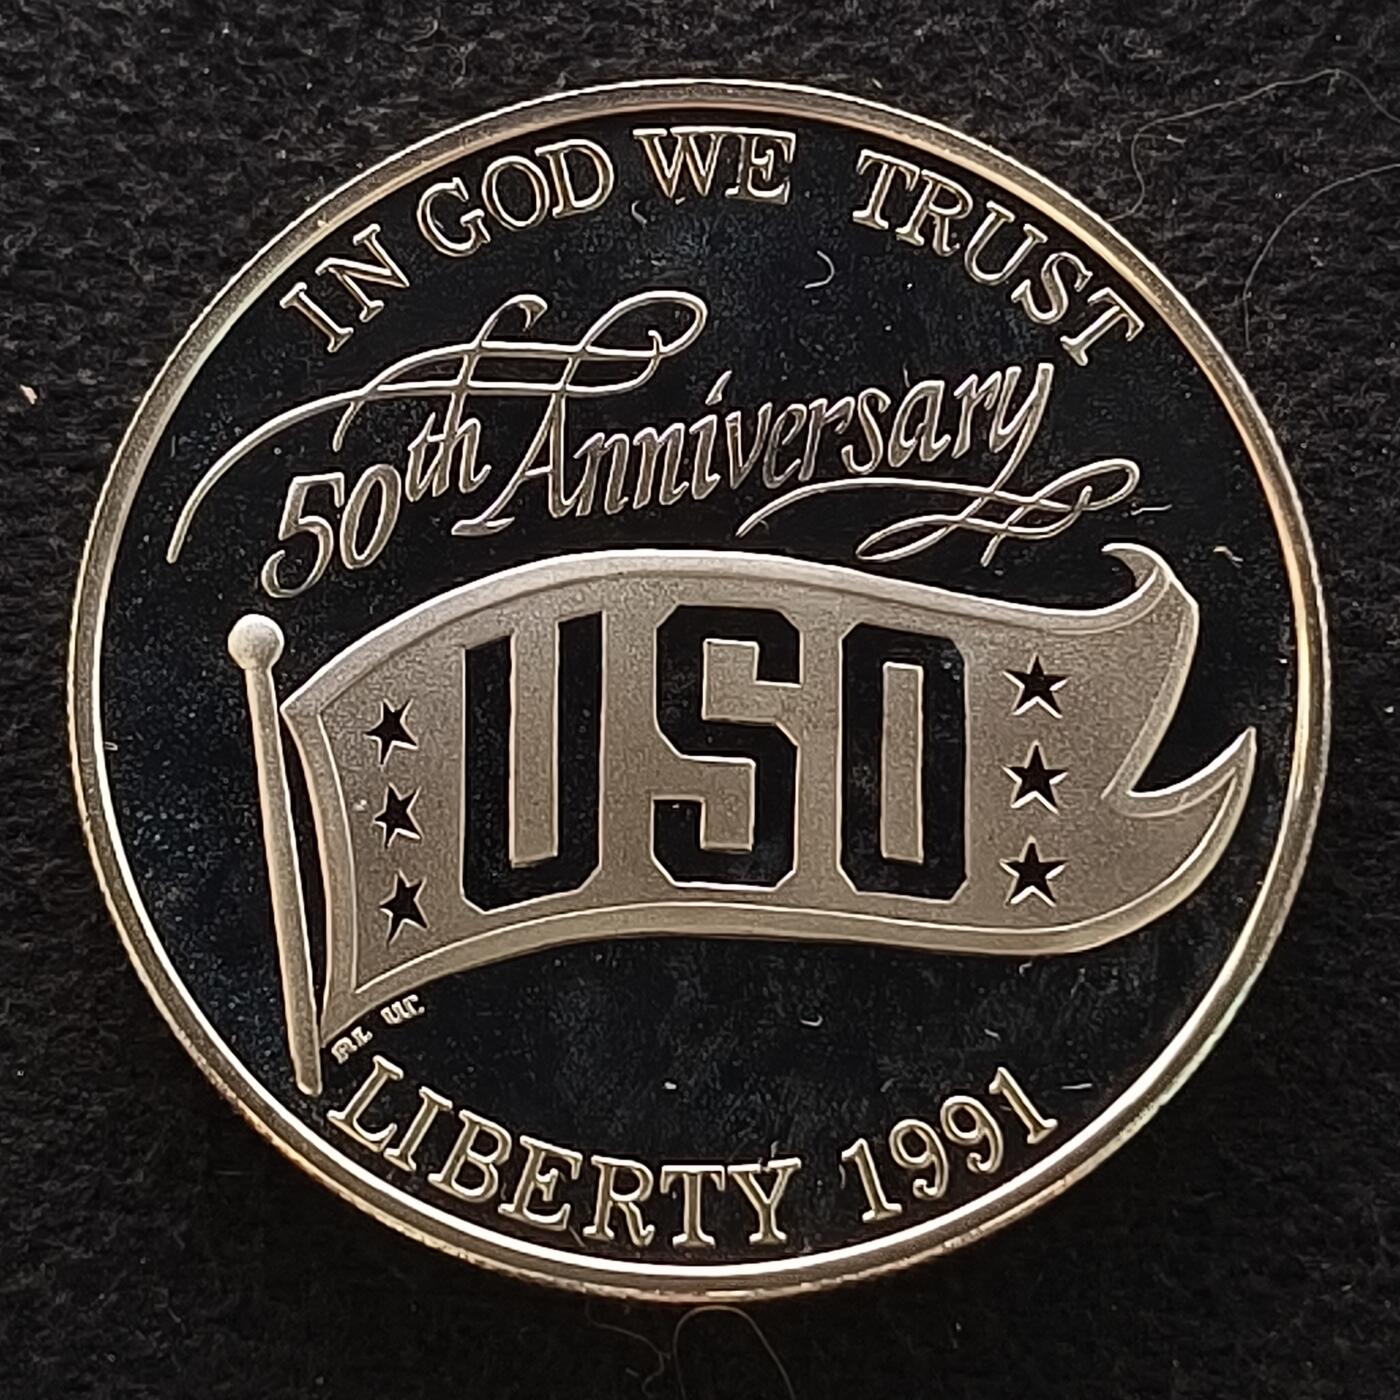 IN GOD WE TRUST
50th Anniversary
USO
LIBERTY 1991